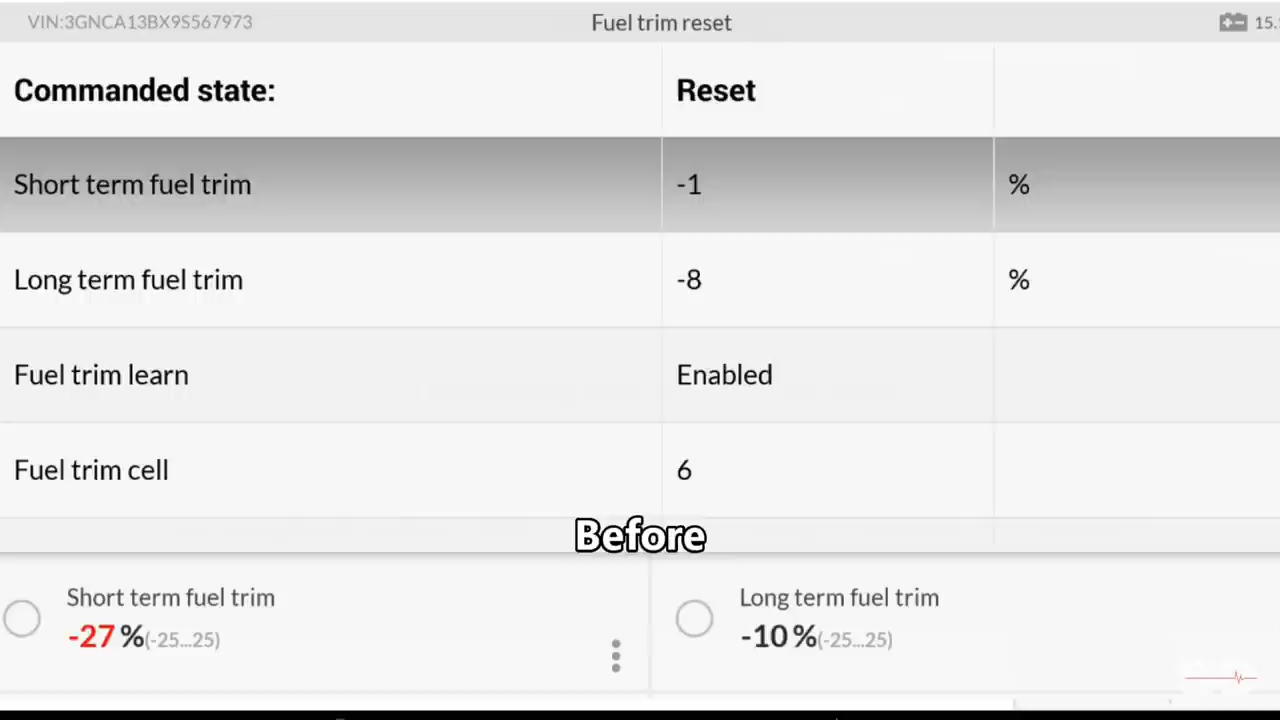 VIN:3GNCA13BX9S567973 Fuel trim reset 15.
Commanded state: Reset
Short term fuel trim -1 %
Long term fuel trim -8 %
Fuel trim learn Enabled
Fuel trim cell 6
Before
Short term fuel trim Long term fuel trim
-27 %(-25...25) -10 %(-25...25)